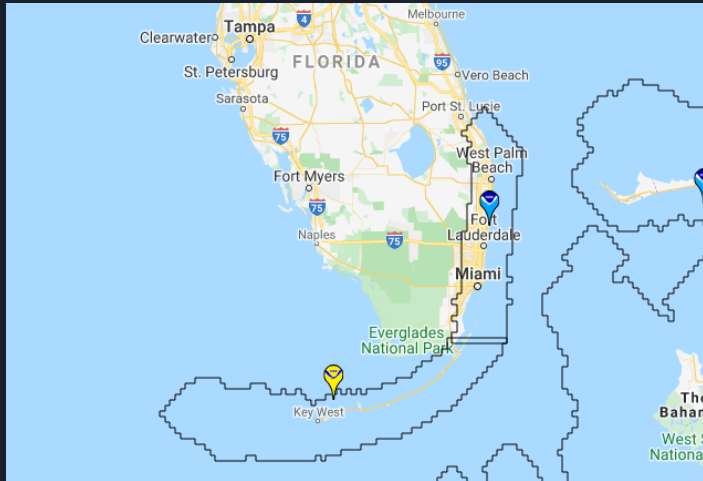 Melbourne
4
Tampa
Clearwater
95
FLORIDA
St. Petersburg
Vero Beach
Sarasota
Port St. Lucie
75
West Palm
Beach
Fort Myers
75
Fort
Lauderdale
Naples
75
Miami
Everglades
National Park
The
Baham
West S
Nationa
Key West